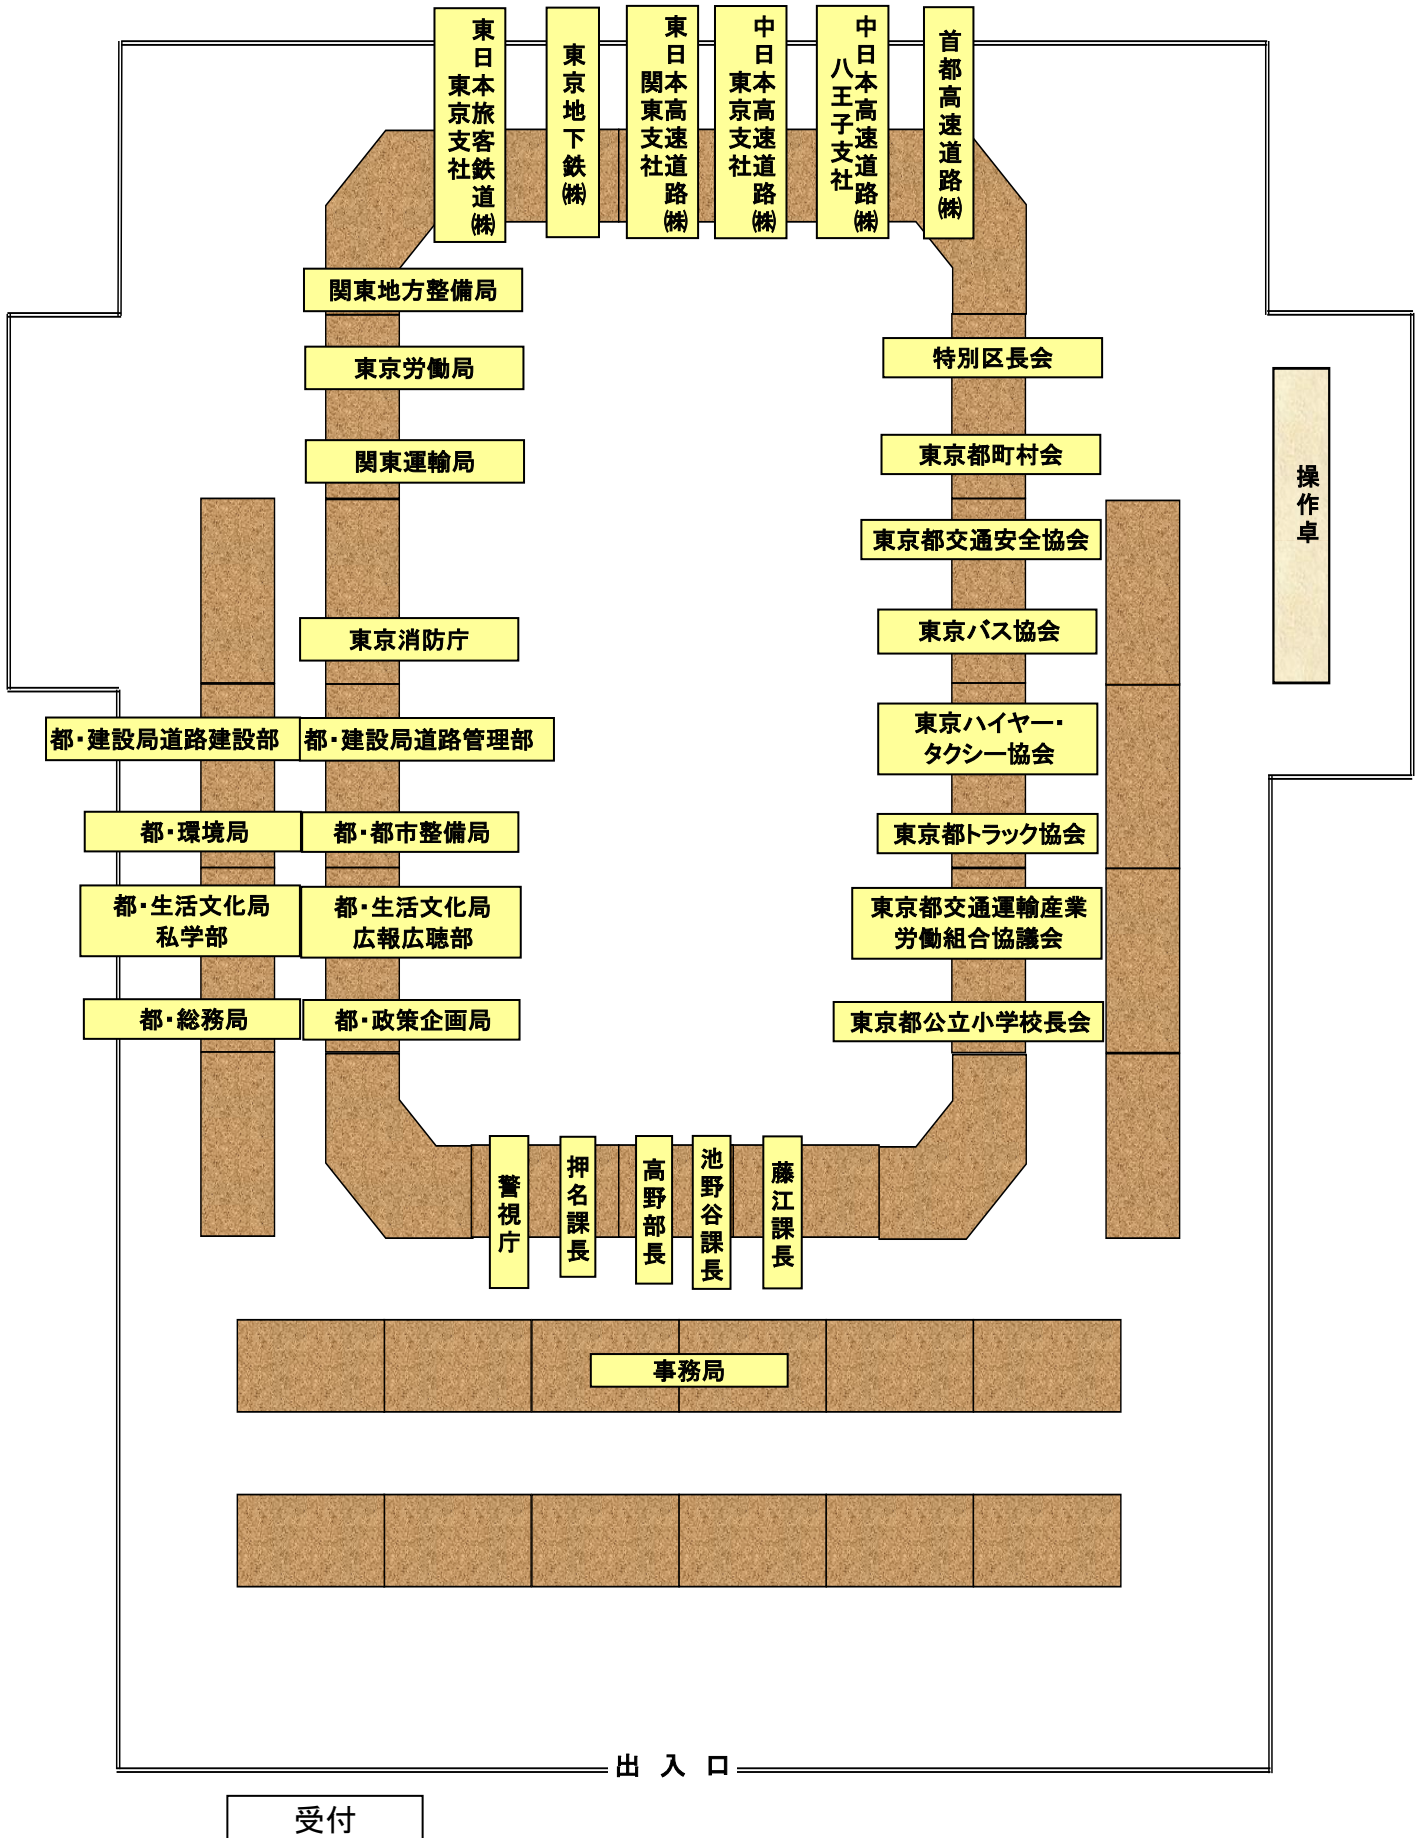 東日本旅客鉄道㈱
東京支社
東京地下鉄㈱
東日本高速道路㈱
関東支社
中日本高速道路㈱
東京支社
中日本高速道路㈱
八王子支社
首都高速道路㈱
関東地方整備局
東京労働局
関東運輸局
東京消防庁
都・建設局道路建設部
都・建設局道路管理部
都・環境局
都・都市整備局
都・生活文化局
私学部
都・生活文化局
広報広聴部
都・総務局
都・政策企画局
特別区長会
東京都町村会
東京都交通安全協会
東京バス協会
東京ハイヤー・
タクシー協会
東京都トラック協会
東京都交通運輸産業
労働組合協議会
東京都公立小学校長会
操作卓
警視庁
押名課長
高野部長
池野谷課長
藤江課長
事務局
出 入 口
受付